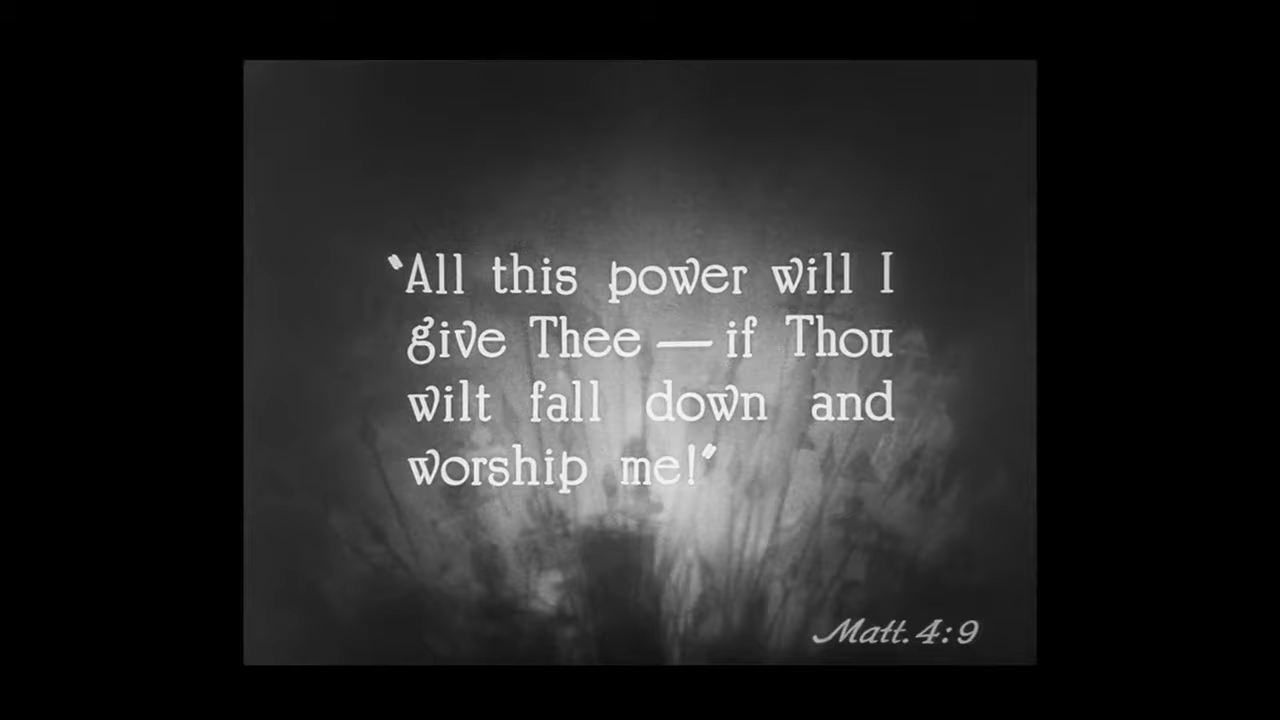 "All this power will I
give Thee — if Thou
wilt fall down and
worship me!"
Matt. 4:9